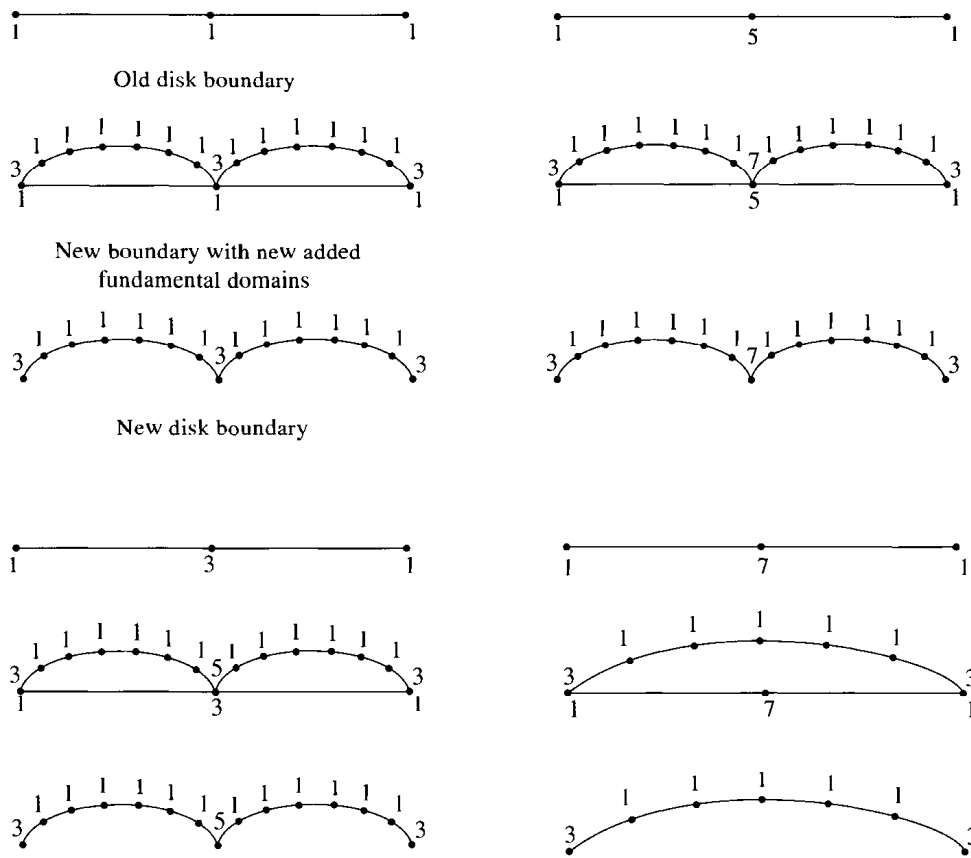 1 1 1
1 5 1
Old disk boundary
3 1 1 1 1 1 1 3 1 1 1 1 1 1 3
1 1 1
3 1 1 1 1 1 1 7 1 1 1 1 1 1 3
1 5 1
New boundary with new added
fundamental domains
3 1 1 1 1 1 1 3 1 1 1 1 1 1 3
3 1 1 1 1 1 1 7 1 1 1 1 1 1 3
New disk boundary
1 3 1
1 7 1
3 1 1 1 1 1 1 5 1 1 1 1 1 1 3
1 3 1
3 1 1 1 1 1 3
1 7 1
3 1 1 1 1 1 1 5 1 1 1 1 1 1 3
3 1 1 1 1 1 3